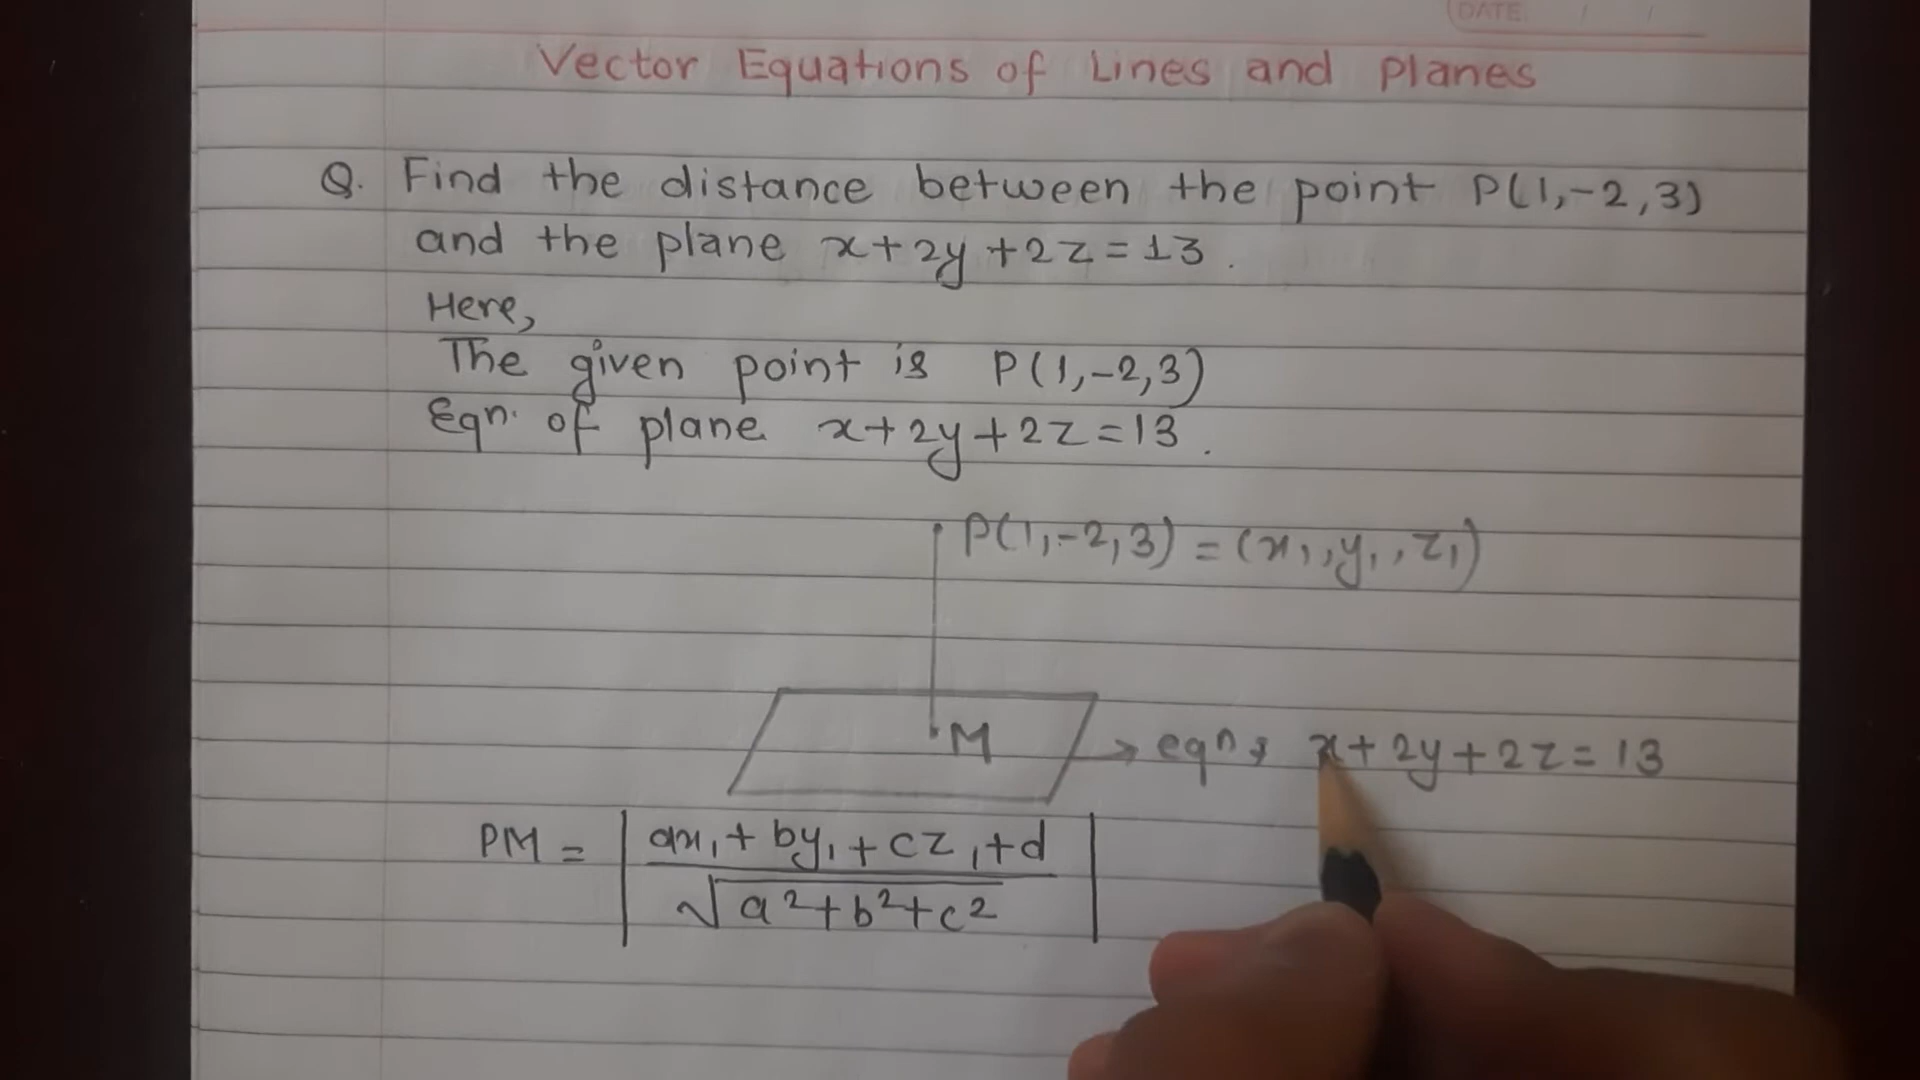 DATE: / /
Vector Equations of Lines and Planes
Q. Find the distance between the point P(1,-2,3)
and the plane x+2y+2z=13.
Here,
The given point is P(1,-2,3)
Eqn. of plane x+2y+2z=13.
P(1,-2,3) = (x₁,y₁,z₁)
M → eqn, x+2y+2z=13
PM = | ax₁+by₁+cz₁+d
√a²+b²+c² |